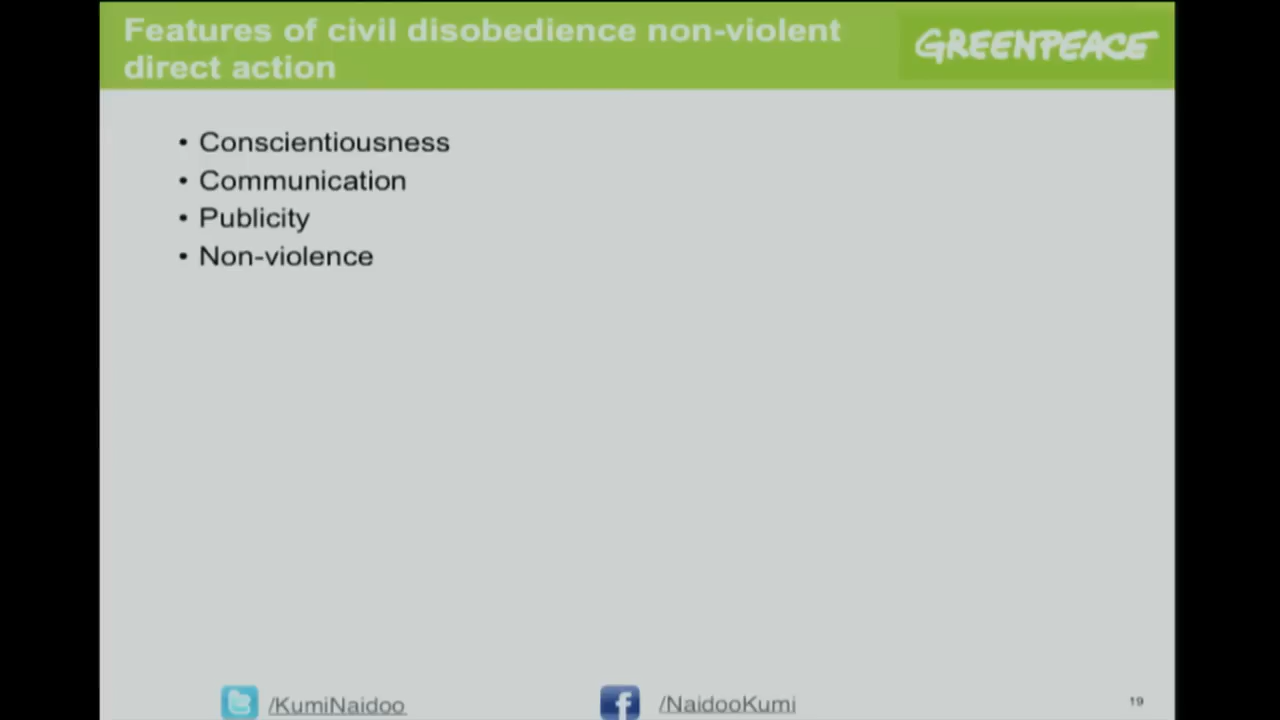 Features of civil disobedience non-violent
direct action
GREENPEACE
• Conscientiousness
• Communication
• Publicity
• Non-violence
/KumiNaidoo
/NaidooKumi
19